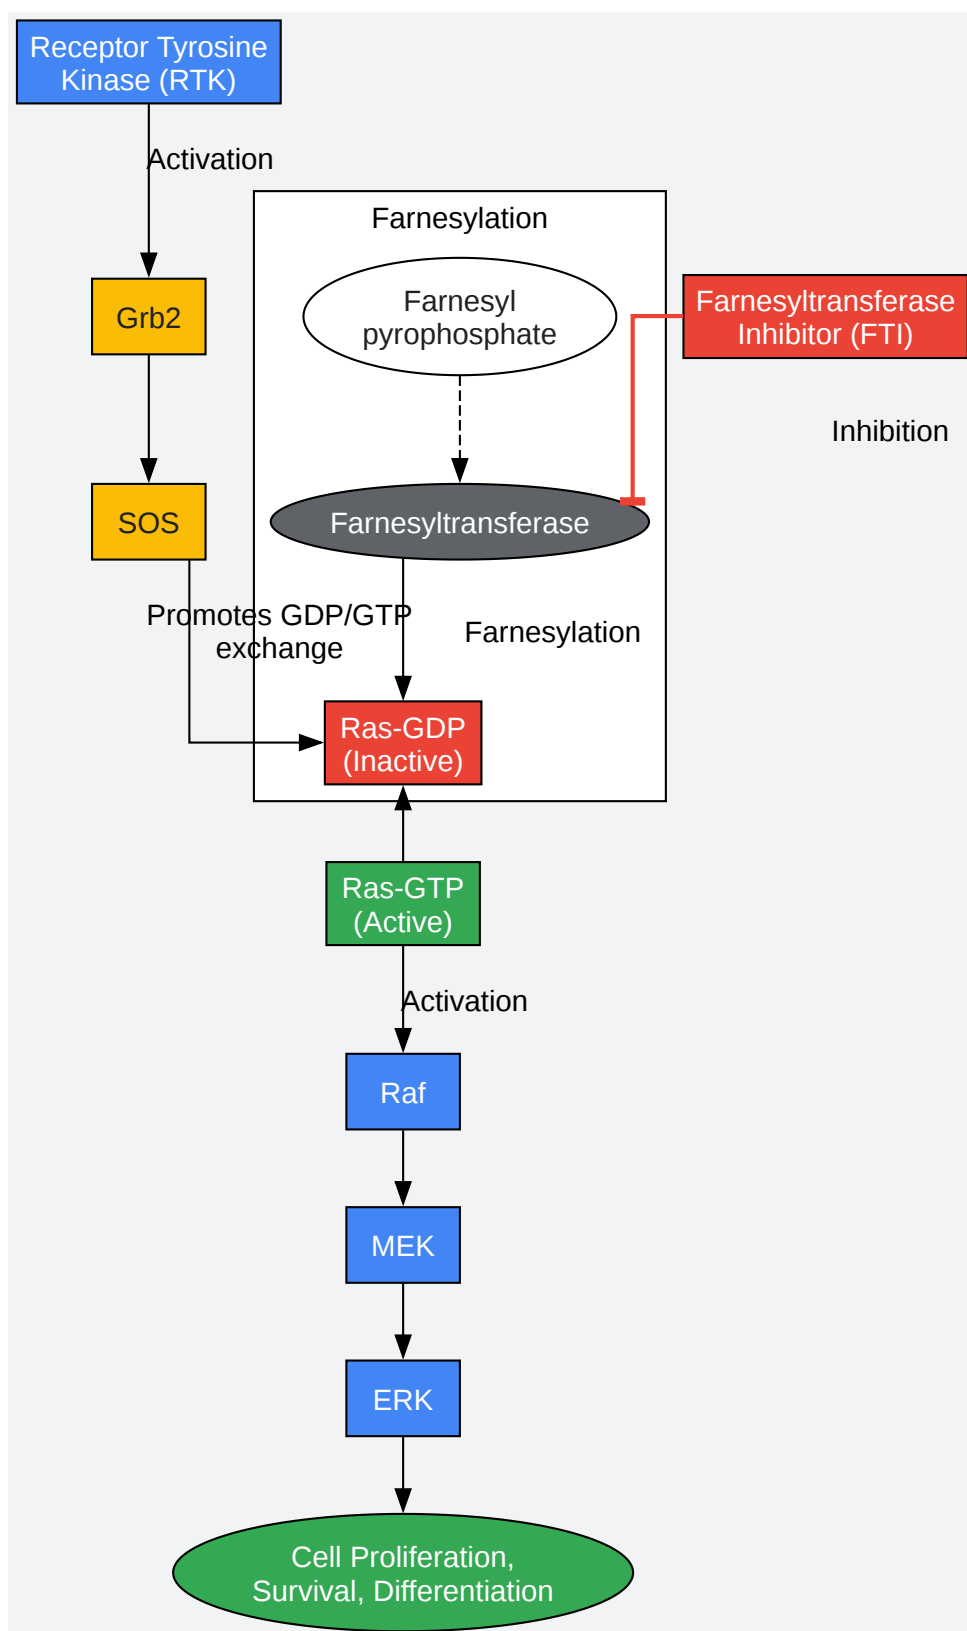 Receptor Tyrosine
Kinase (RTK)
Activation
Farnesylation
Farnesyl
pyrophosphate
Farnesyltransferase
Inhibitor (FTI)
Grb2
Inhibition
SOS
Farnesyltransferase
Promotes GDP/GTP
exchange
Farnesylation
Ras-GDP
(Inactive)
Ras-GTP
(Active)
Activation
Raf
MEK
ERK
Cell Proliferation,
Survival, Differentiation